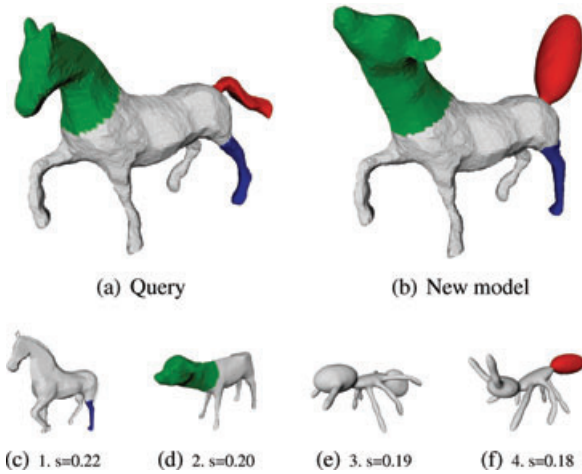 (a) Query
(b) New model
(c) 1. s=0.22
(d) 2. s=0.20
(e) 3. s=0.19
(f) 4. s=0.18